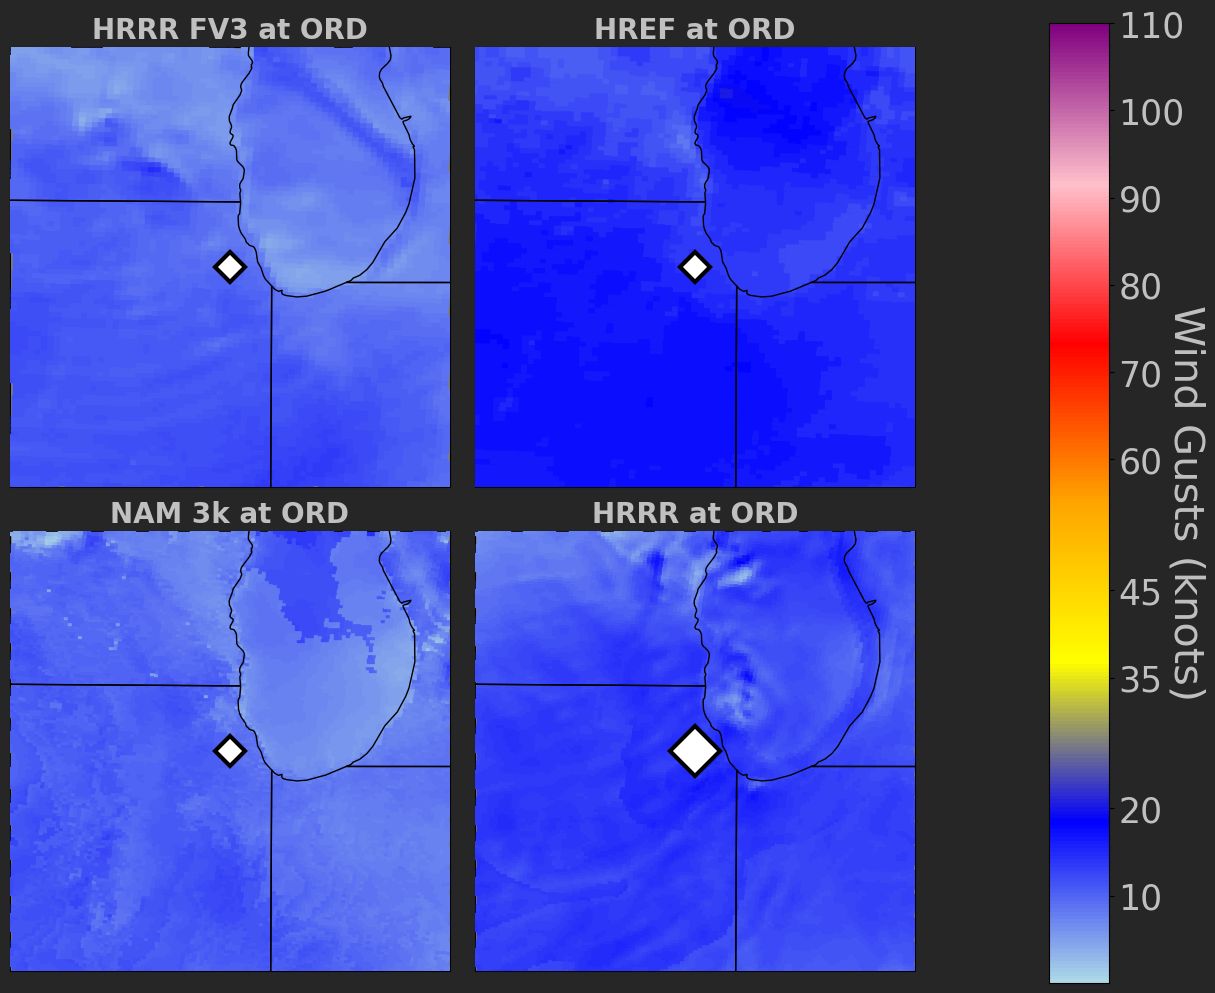 HRRR FV3 at ORD
HREF at ORD
NAM 3k at ORD
HRRR at ORD
110
100
90
80
70
60
45
35
20
10
Wind Gusts (knots)